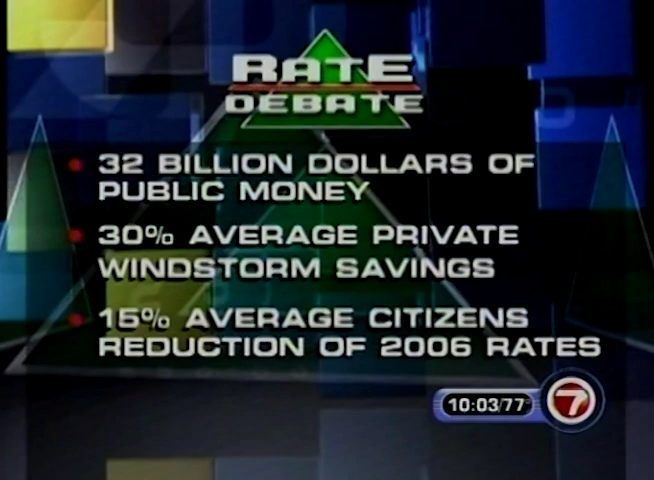 RATE
DEBATE
32 BILLION DOLLARS OF
PUBLIC MONEY
30% AVERAGE PRIVATE
WINDSTORM SAVINGS
15% AVERAGE CITIZENS
REDUCTION OF 2006 RATES
10:03/77°
7